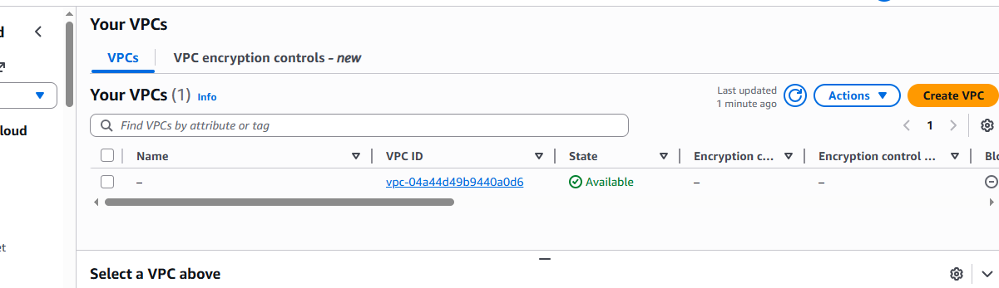 Your VPCs
VPCs
VPC encryption controls - new
Your VPCs (1) Info
Last updated
1 minute ago
Actions
Create VPC
Find VPCs by attribute or tag
1
Name
VPC ID
State
Encryption c...
Encryption control ...
Blo
–
vpc-04a44d49b9440a0d6
Available
–
–
loud
et
d
Select a VPC above